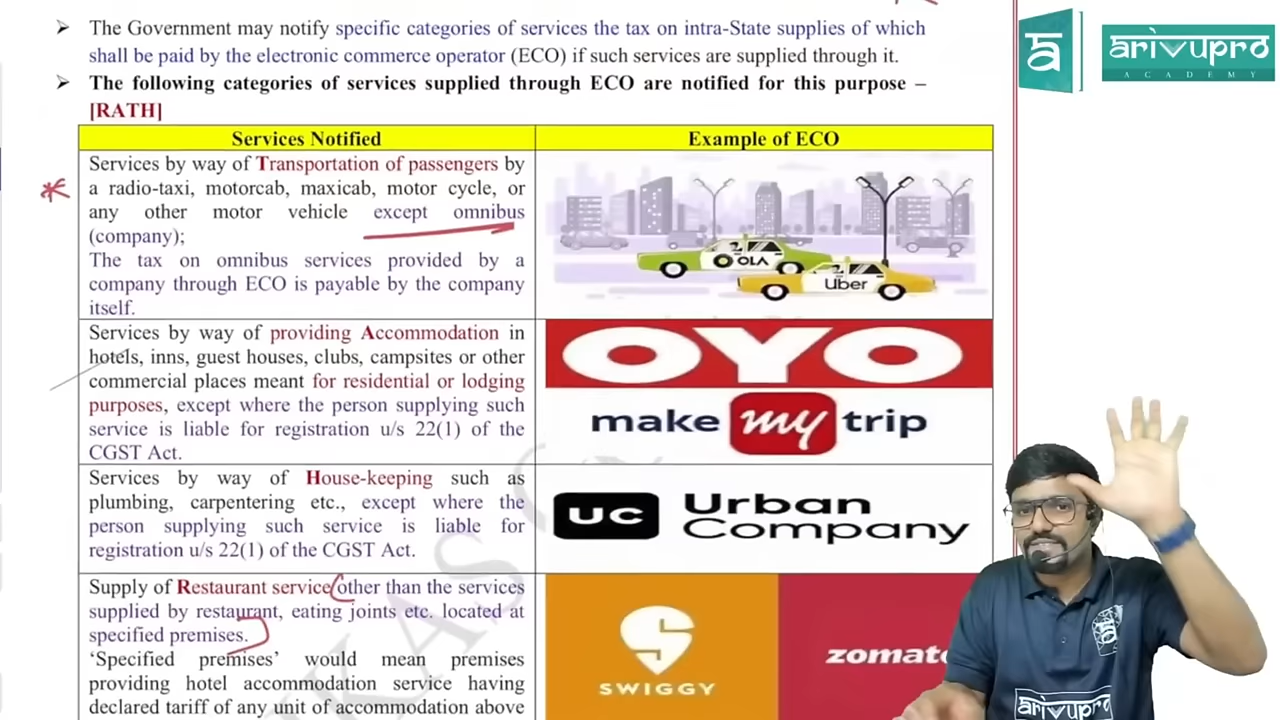 The Government may notify specific categories of services the tax on intra-State supplies of which
shall be paid by the electronic commerce operator (ECO) if such services are supplied through it.
The following categories of services supplied through ECO are notified for this purpose –
[RATH]
Services Notified
Example of ECO
Services by way of Transportation of passengers by
a radio-taxi, motorcab, maxicab, motor cycle, or
any other motor vehicle except omnibus
(company);
The tax on omnibus services provided by a
company through ECO is payable by the company
itself.
OLA
Uber
Services by way of providing Accommodation in
hotels, inns, guest houses, clubs, campsites or other
commercial places meant for residential or lodging
purposes, except where the person supplying such
service is liable for registration u/s 22(1) of the
CGST Act.
OYO
make my trip
Services by way of House-keeping such as
plumbing, carpentering etc., except where the
person supplying such service is liable for
registration u/s 22(1) of the CGST Act.
UC Urban
Company
Supply of Restaurant service (other than the services
supplied by restaurant, eating joints etc. located at
specified premises.
'Specified premises' would mean premises
providing hotel accommodation service having
declared tariff of any unit of accommodation above
SWIGGY
zomato
arivupro
ACADEMY
arivupro